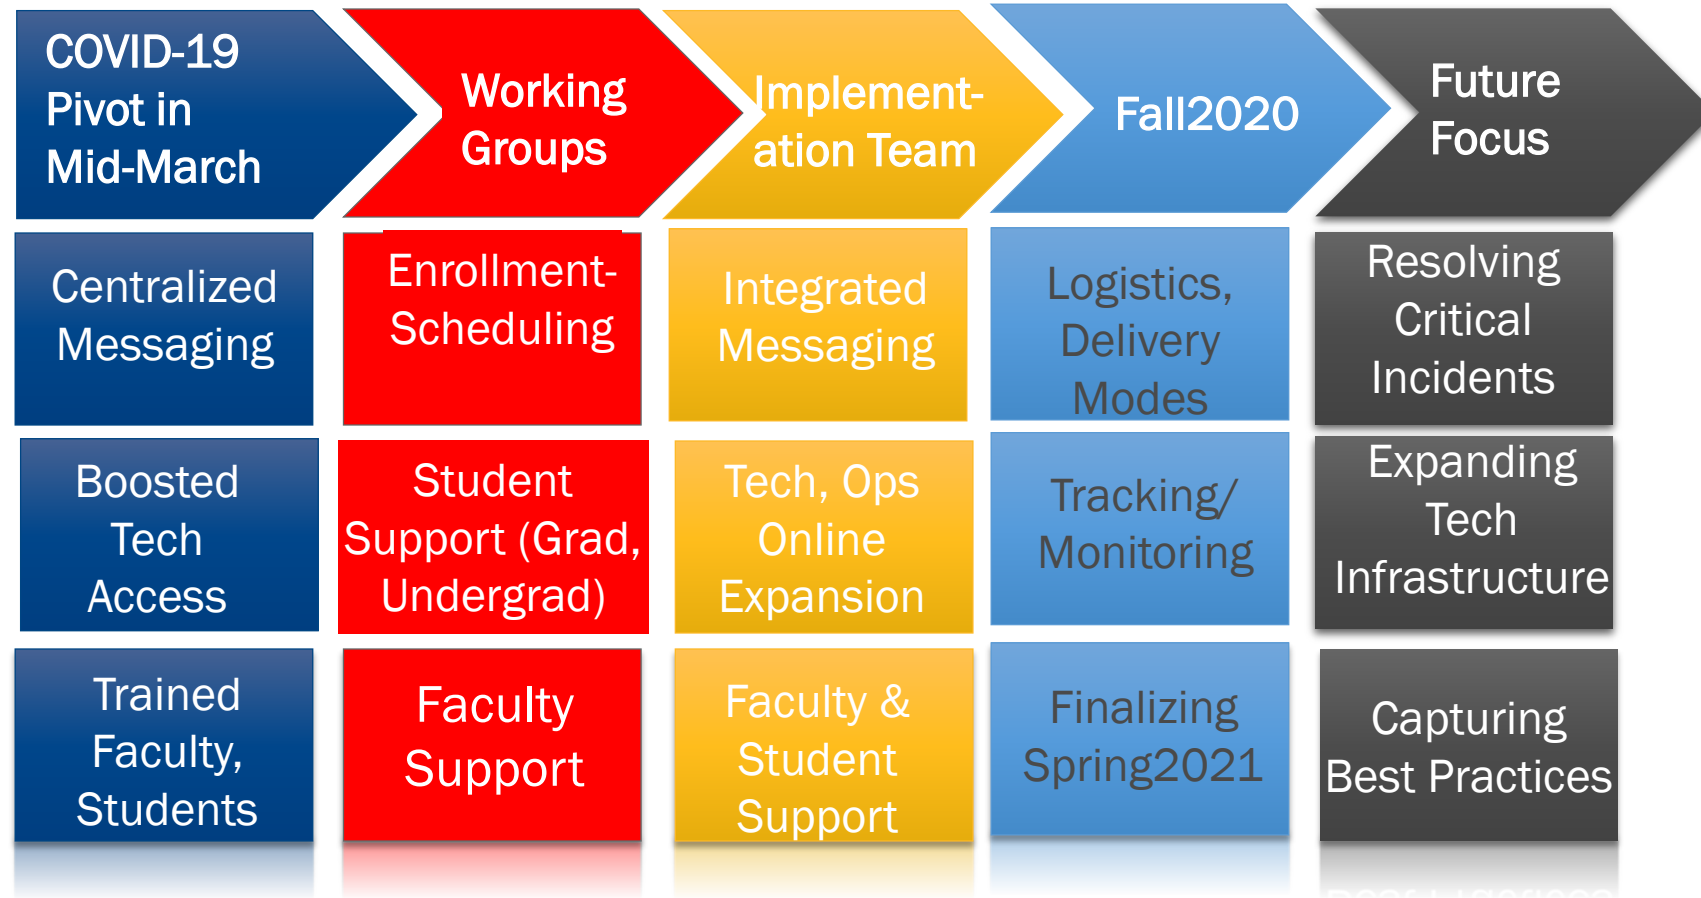 COVID-19
Pivot in
Mid-March
Working
Groups
Implement-
ation Team
Fall2020
Future
Focus
Centralized
Messaging
Enrollment-
Scheduling
Integrated
Messaging
Logistics,
Delivery
Modes
Resolving
Critical
Incidents
Boosted
Tech
Access
Student
Support (Grad,
Undergrad)
Tech, Ops
Online
Expansion
Tracking/
Monitoring
Expanding
Tech
Infrastructure
Trained
Faculty,
Students
Faculty
Support
Faculty &
Student
Support
Finalizing
Spring2021
Capturing
Best Practices